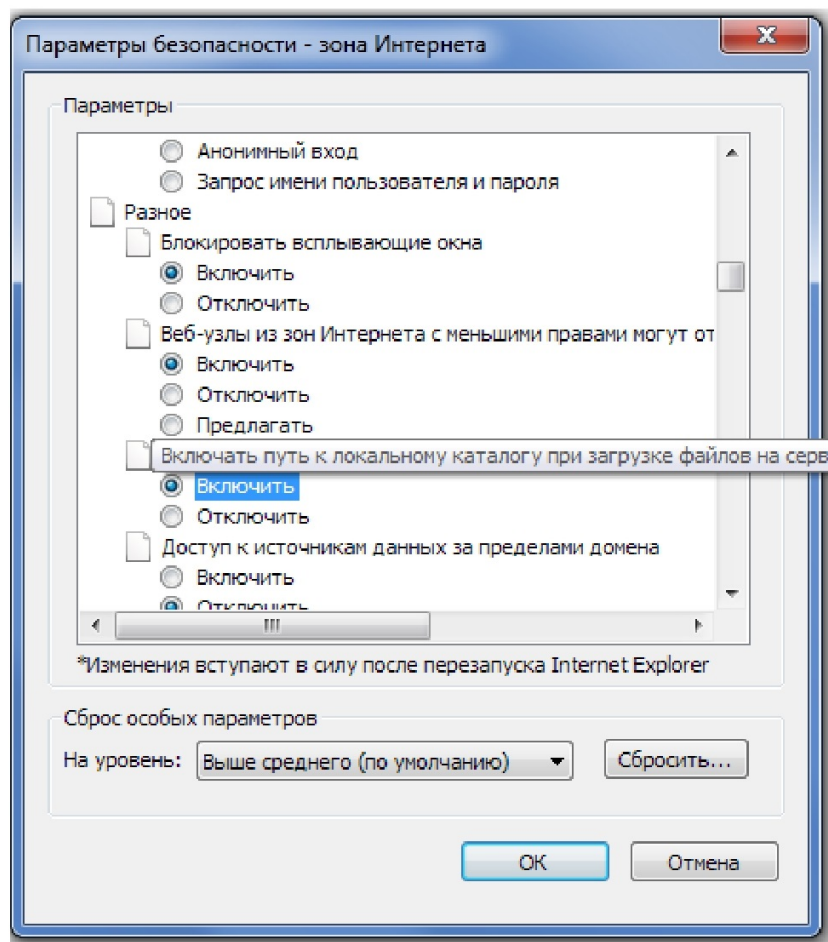 Параметры безопасности - зона Интернета
Параметры
Анонимный вход
Запрос имени пользователя и пароля
Разное
Блокировать всплывающие окна
Включить
Отключить
Веб-узлы из зон Интернета с меньшими правами могут от
Включить
Отключить
Предлагать
Включать путь к локальному каталогу при загрузке файлов на серв
Включить
Отключить
Доступ к источникам данных за пределами домена
Включить
Отключить
*Изменения вступают в силу после перезапуска Internet Explorer
Сброс особых параметров
На уровень: Выше среднего (по умолчанию) Сбросить...
ОК Отмена